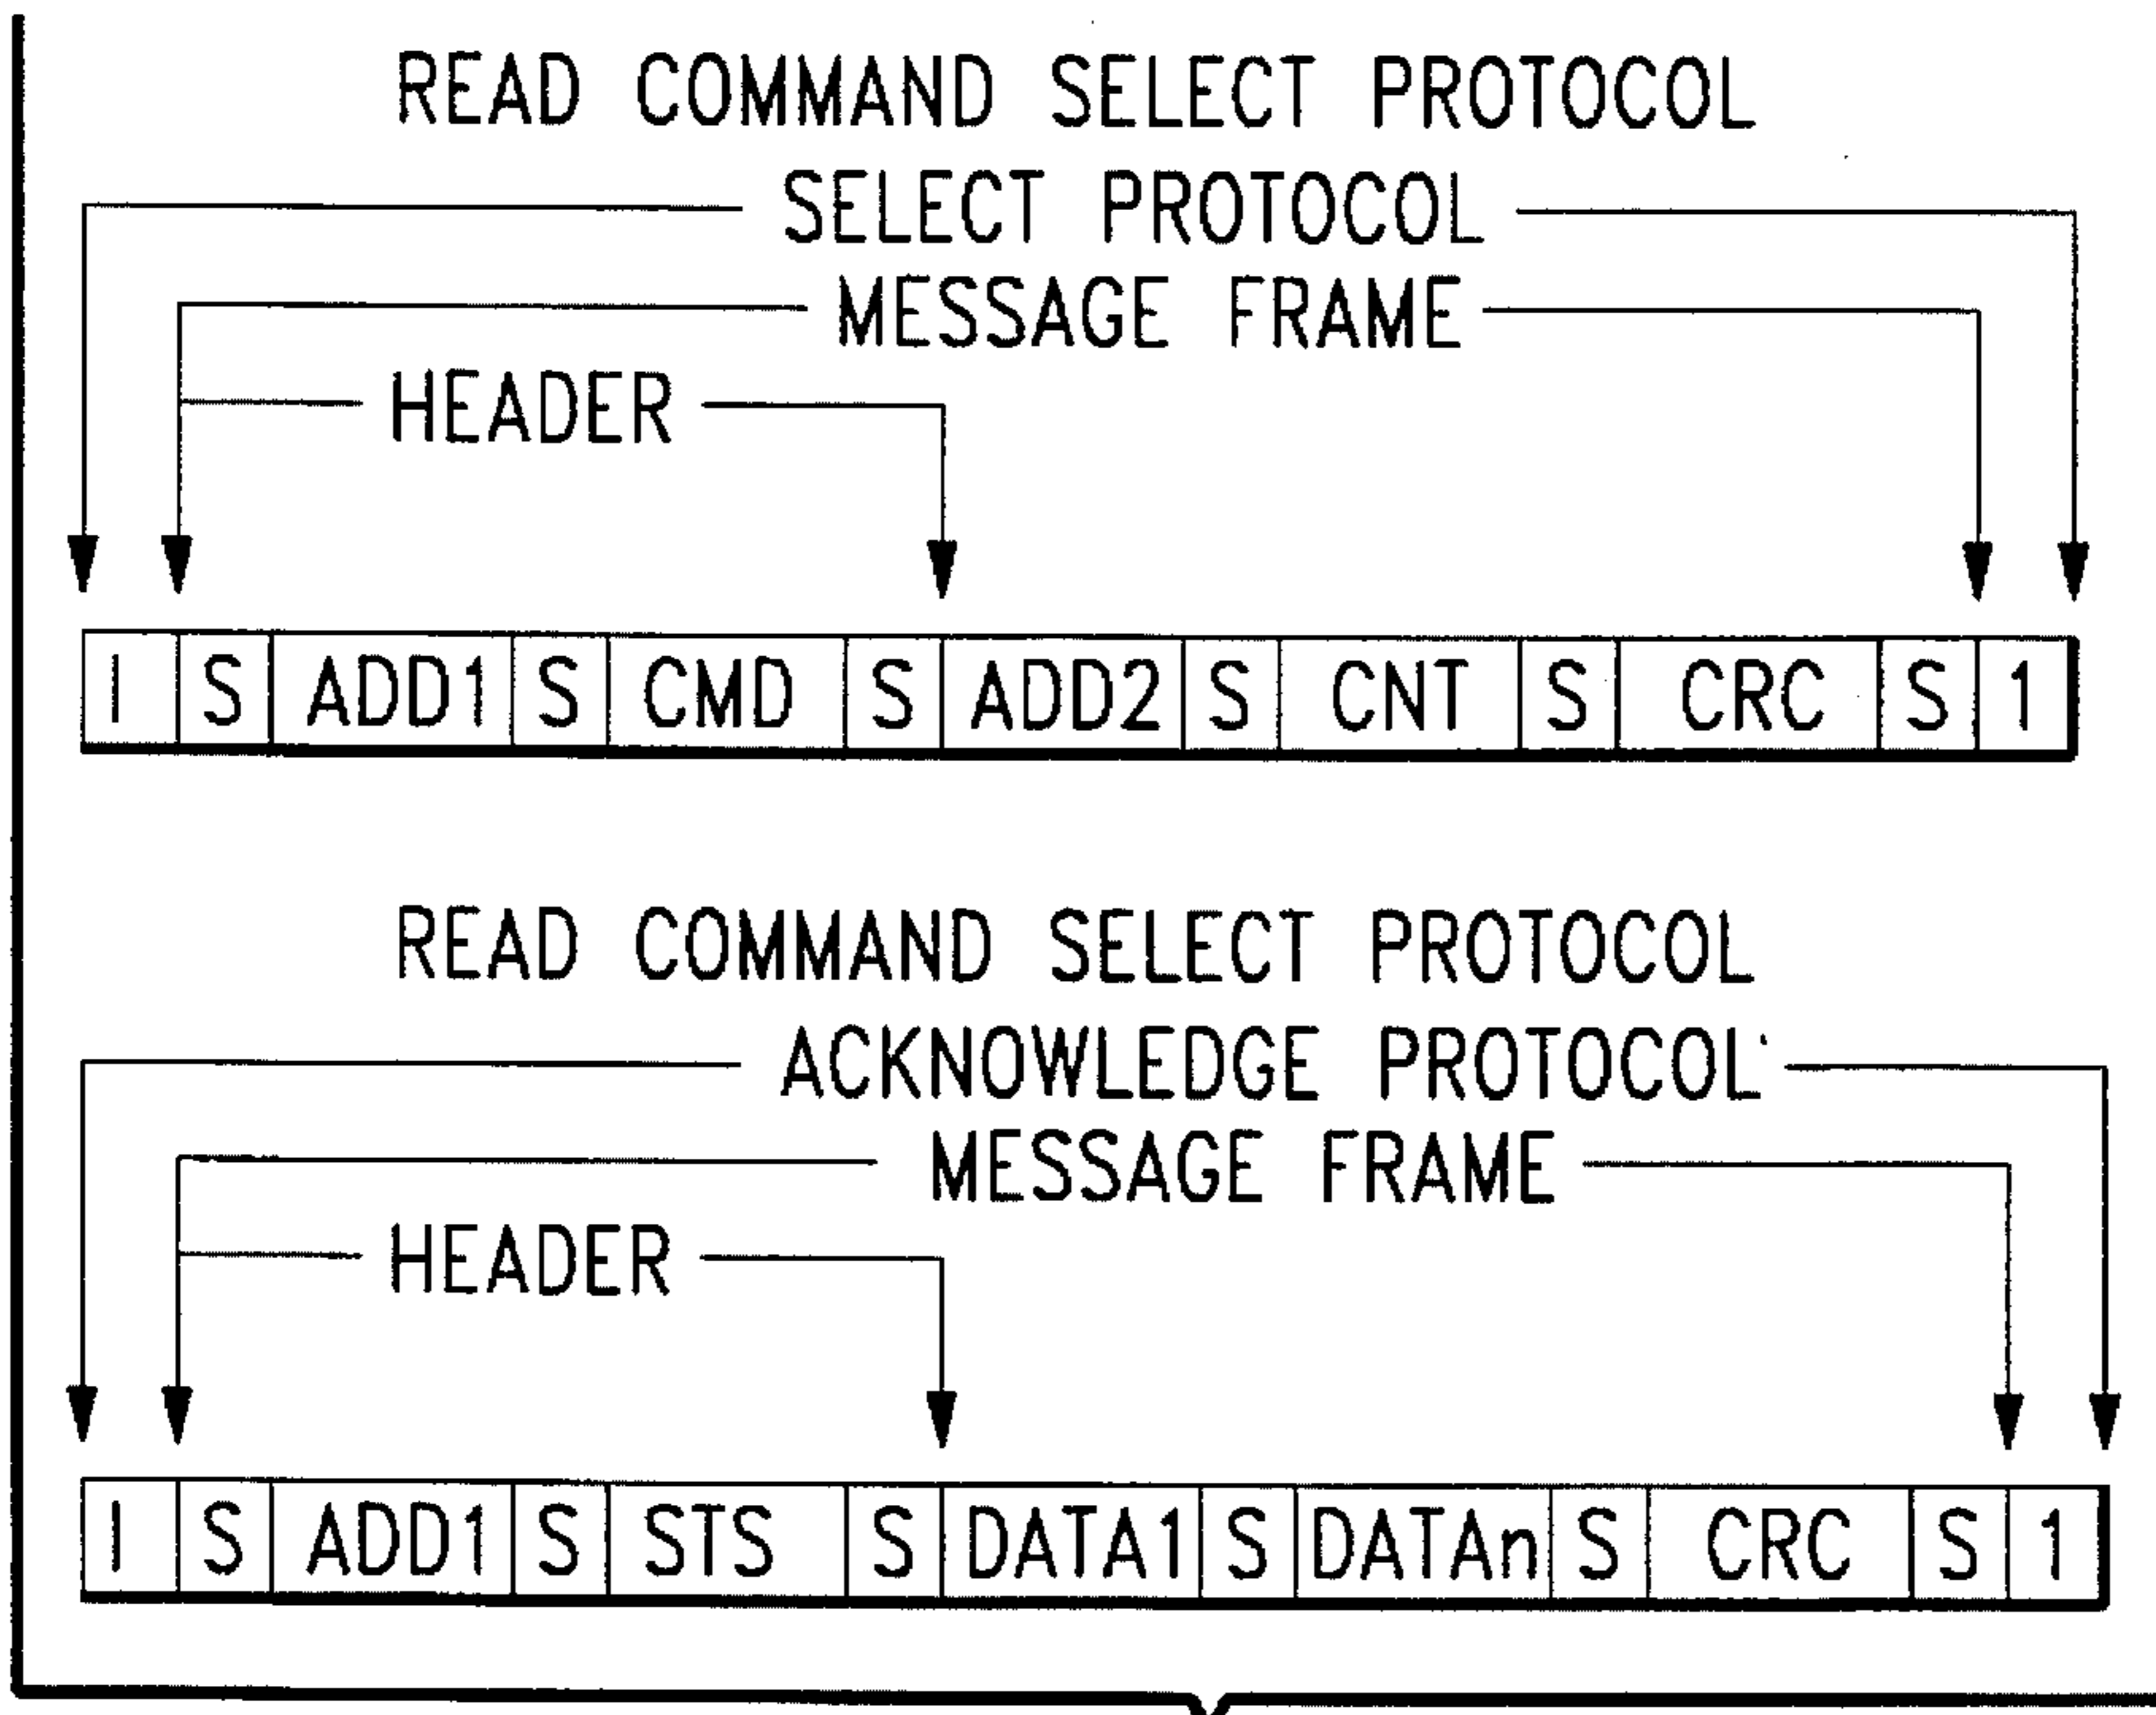 READ COMMAND SELECT PROTOCOL
SELECT PROTOCOL
MESSAGE FRAME
HEADER
I S ADD1 S CMD S ADD2 S CNT S CRC S 1
READ COMMAND SELECT PROTOCOL
ACKNOWLEDGE PROTOCOL
MESSAGE FRAME
HEADER
I S ADD1 S STS S DATA1 S DATAn S CRC S 1